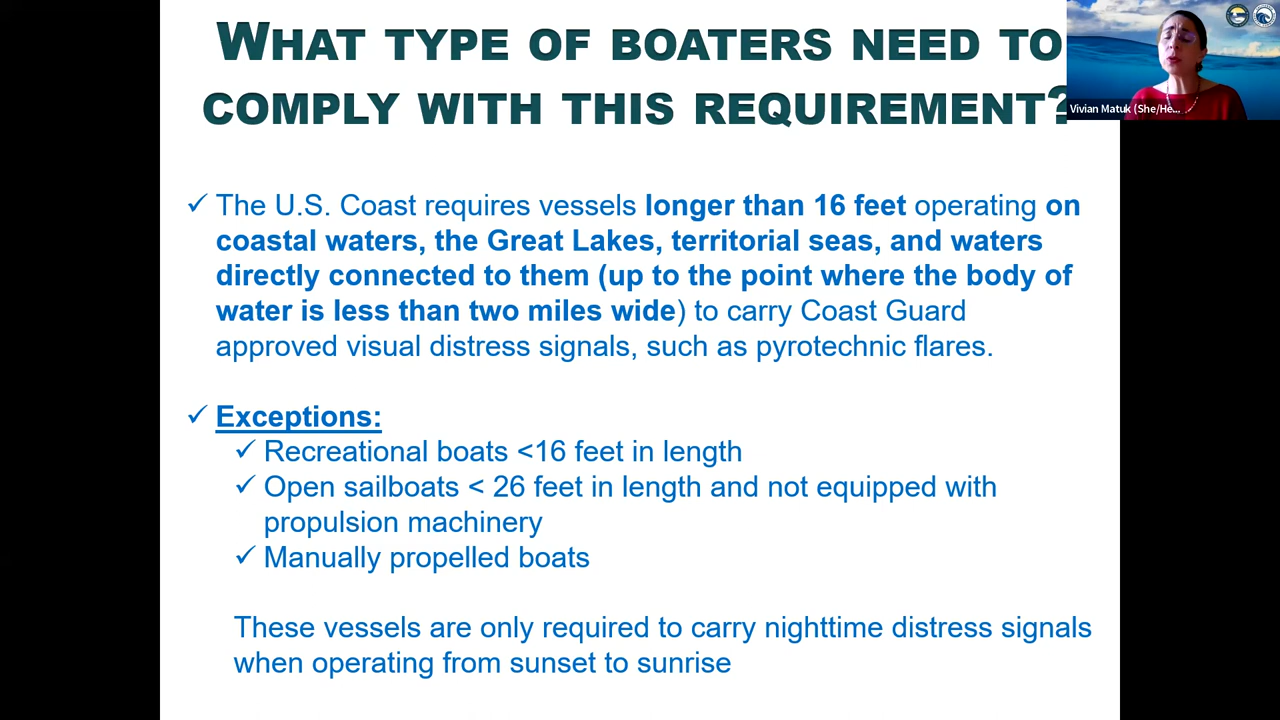 WHAT TYPE OF BOATERS NEED TO
COMPLY WITH THIS REQUIREMENT?
Vivian Matuk (She/He...
✓ The U.S. Coast requires vessels longer than 16 feet operating on
coastal waters, the Great Lakes, territorial seas, and waters
directly connected to them (up to the point where the body of
water is less than two miles wide) to carry Coast Guard
approved visual distress signals, such as pyrotechnic flares.
✓ Exceptions:
✓ Recreational boats <16 feet in length
✓ Open sailboats < 26 feet in length and not equipped with
propulsion machinery
✓ Manually propelled boats
These vessels are only required to carry nighttime distress signals
when operating from sunset to sunrise